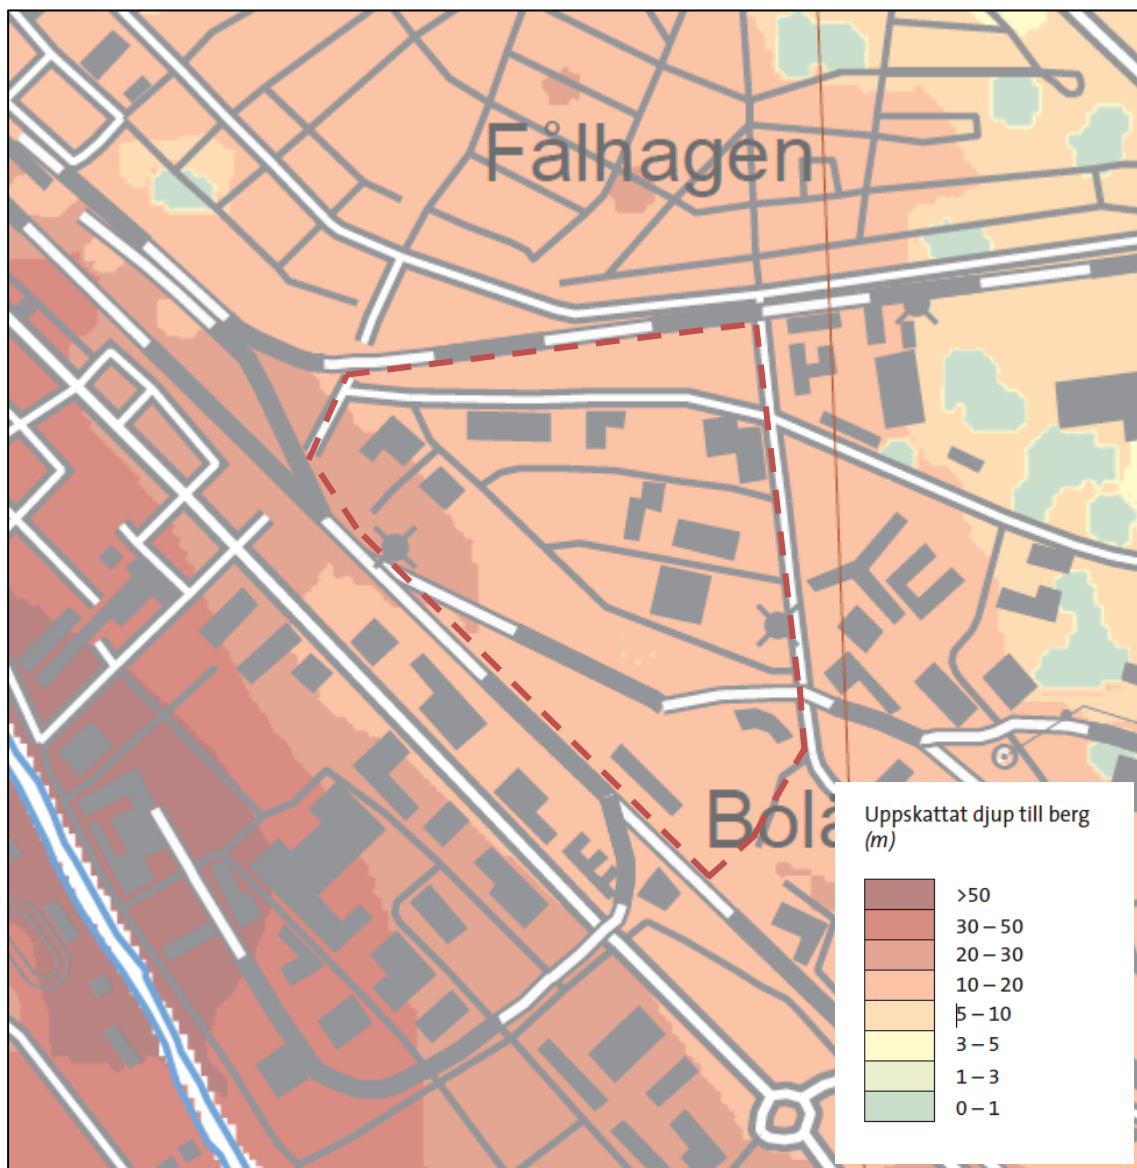 Fålhagen
Bola
Uppskattat djup till berg
(m)
>50
30 – 50
20 – 30
10 – 20
5 – 10
3 – 5
1 – 3
0 – 1